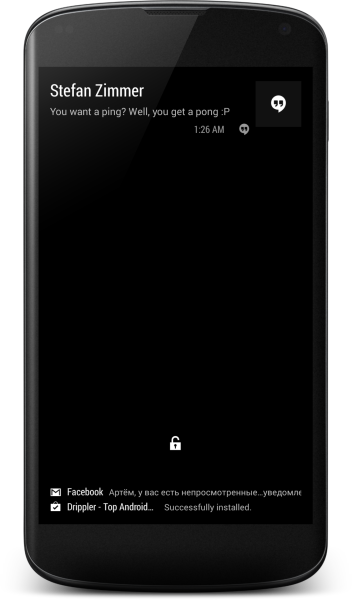 Stefan Zimmer
You want a ping? Well, you get a pong :P
1:26 AM
Facebook Артём, у вас есть непросмотренные…уведомле
Drippler - Top Android… Successfully installed.